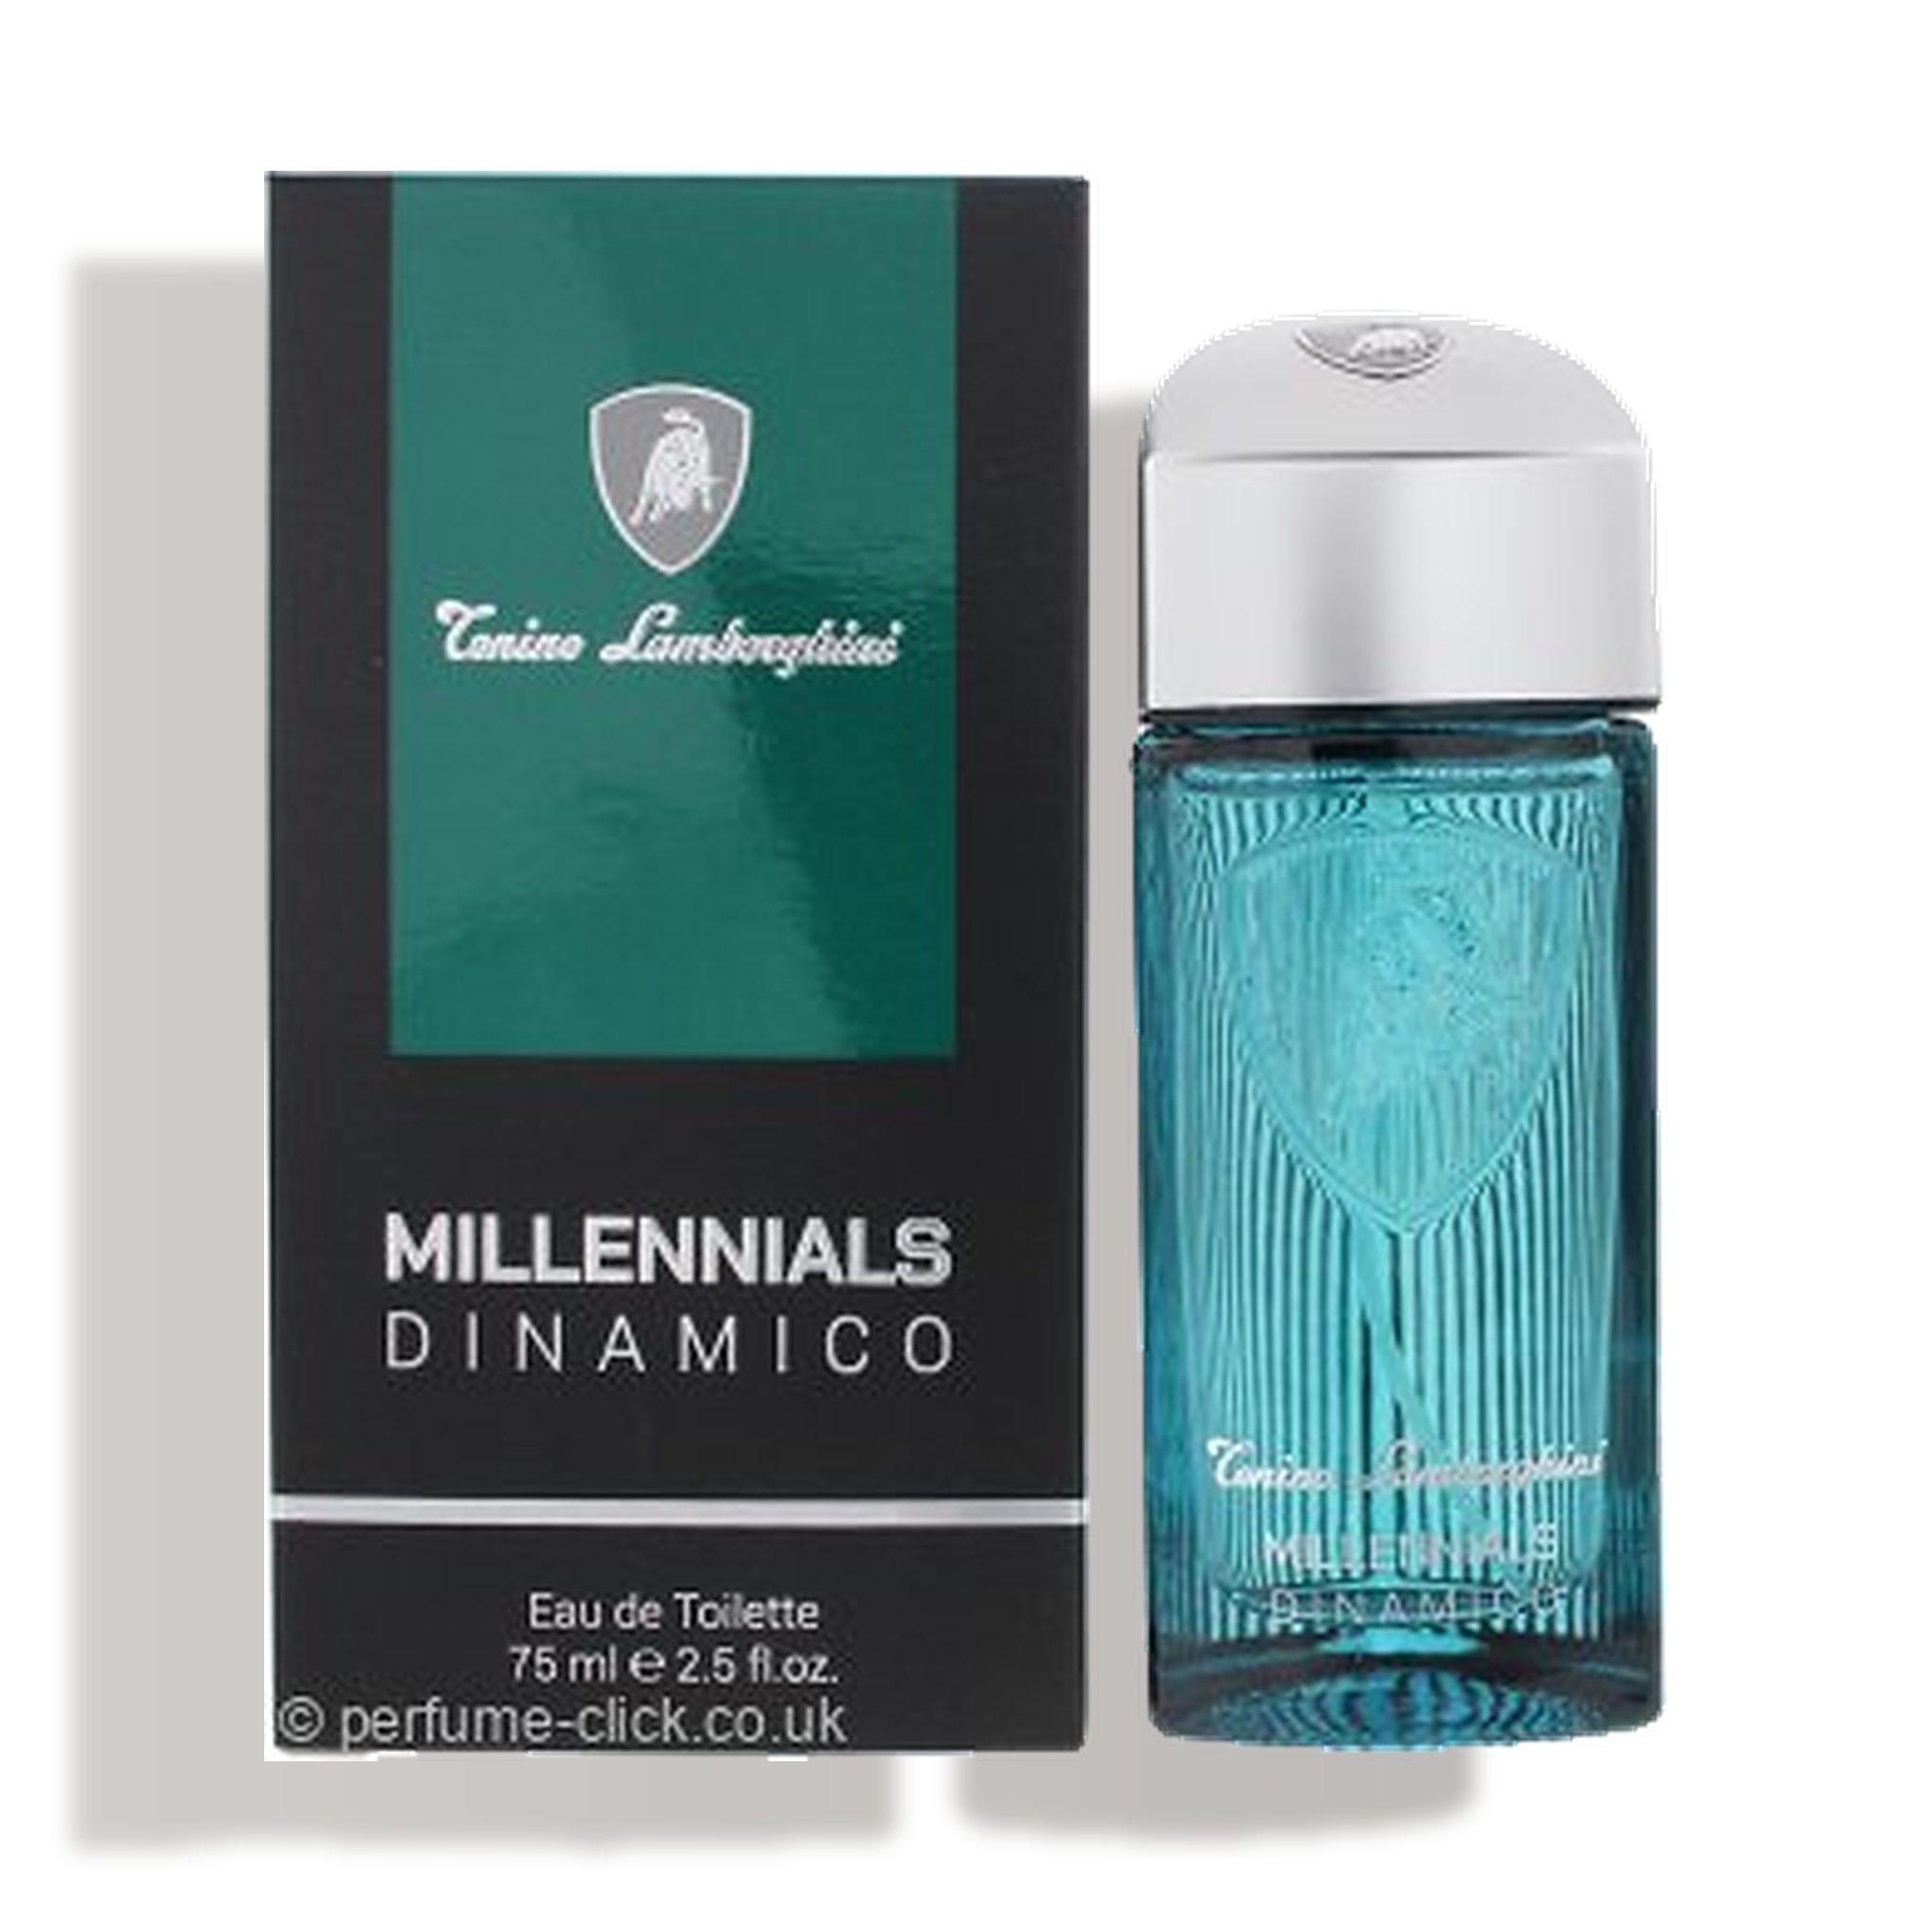 Tonino Lamborghini
MILLENNIALS
DINAMICO
Eau de Toilette
75 ml ℮ 2.5 fl.oz.
© perfume-click.co.uk
Tonino Lamborghini
MILLENNIALS
DINAMICO